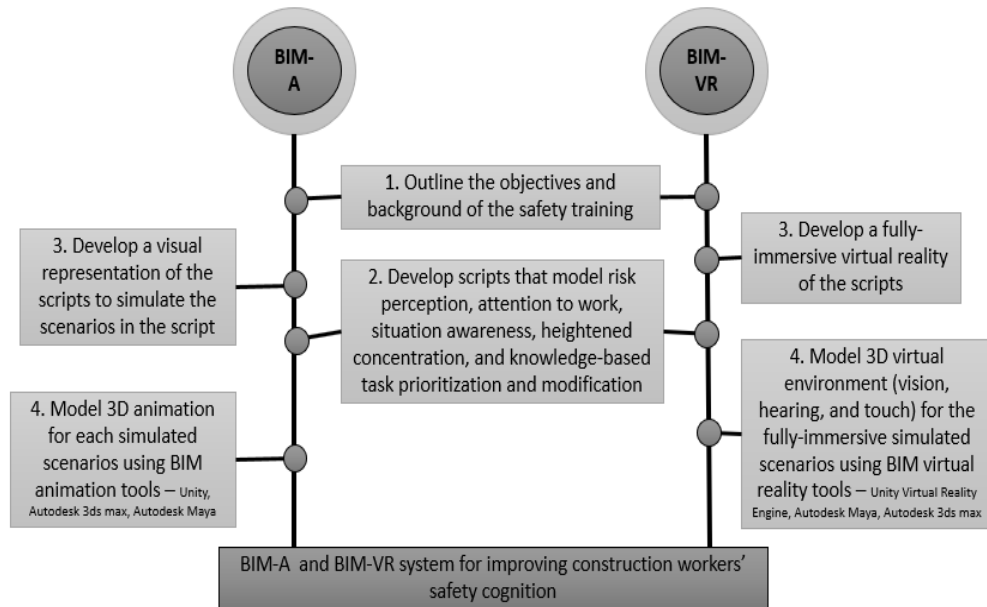 BIM-
A
BIM-
VR
1. Outline the objectives and
background of the safety training
3. Develop a visual
representation of the
scripts to simulate the
scenarios in the script
3. Develop a fully-
immersive virtual reality
of the scripts
2. Develop scripts that model risk
perception, attention to work,
situation awareness, heightened
concentration, and knowledge-based
task prioritization and modification
4. Model 3D animation
for each simulated
scenarios using BIM
animation tools – Unity,
Autodesk 3ds max, Autodesk Maya
4. Model 3D virtual
environment (vision,
hearing, and touch) for the
fully-immersive simulated
scenarios using BIM virtual
reality tools – Unity Virtual Reality
Engine, Autodesk Maya, Autodesk 3ds max
BIM-A and BIM-VR system for improving construction workers’
safety cognition